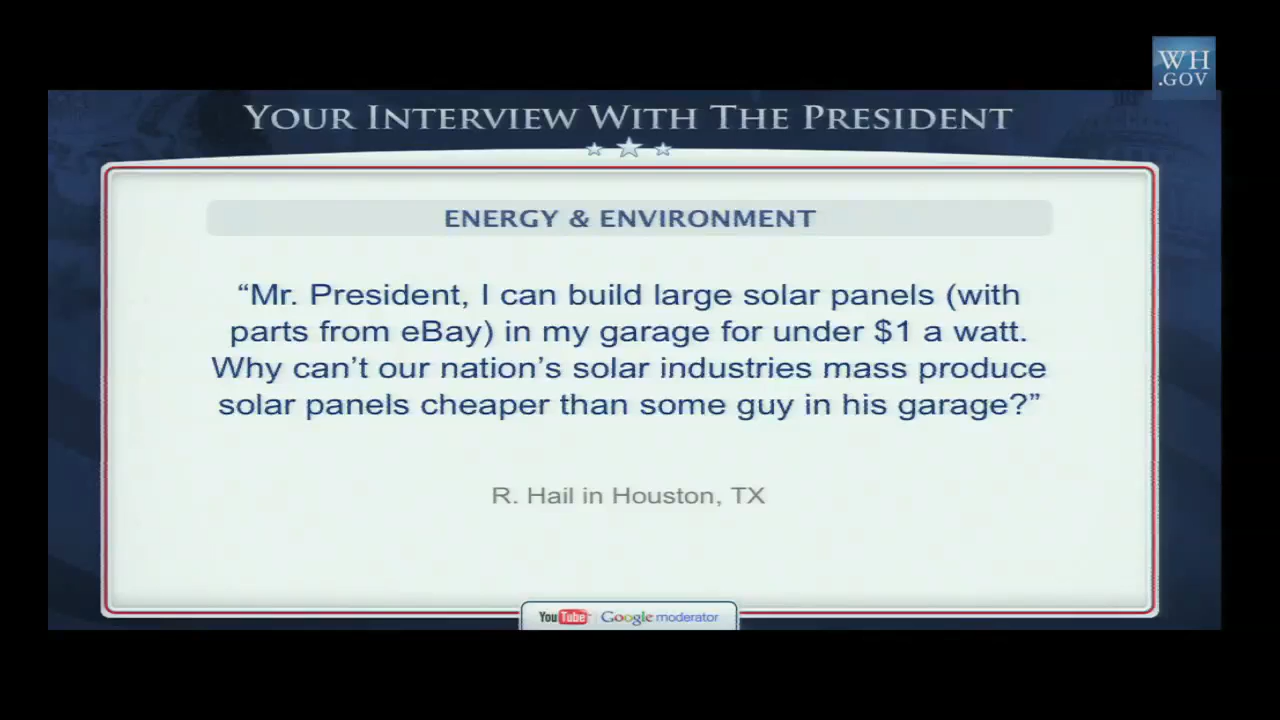 WH
.GOV
YOUR INTERVIEW WITH THE PRESIDENT
ENERGY & ENVIRONMENT
“Mr. President, I can build large solar panels (with
parts from eBay) in my garage for under $1 a watt.
Why can’t our nation’s solar industries mass produce
solar panels cheaper than some guy in his garage?”
R. Hail in Houston, TX
YouTube Google moderator